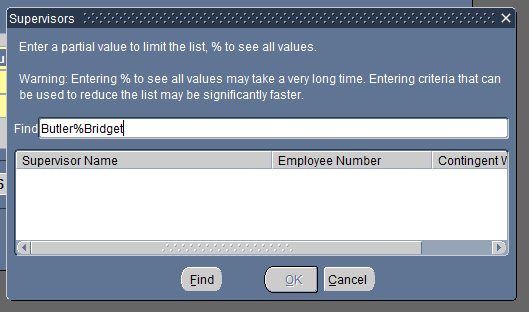 Supervisors
Enter a partial value to limit the list, % to see all values.
Warning: Entering % to see all values may take a very long time. Entering criteria that can
be used to reduce the list may be significantly faster.
Find Butler%Bridget
Supervisor Name Employee Number Contingent W
Find OK Cancel